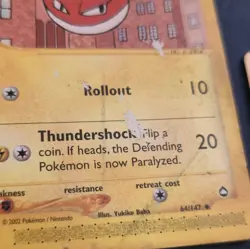 Rollout 10
Thundershock Flip a
coin. If heads, the Defending 20
Pokémon is now Paralyzed.
kness resistance retreat cost
Illus. Yukiko Baba
© 2002 Pokémon / Nintendo 64/147